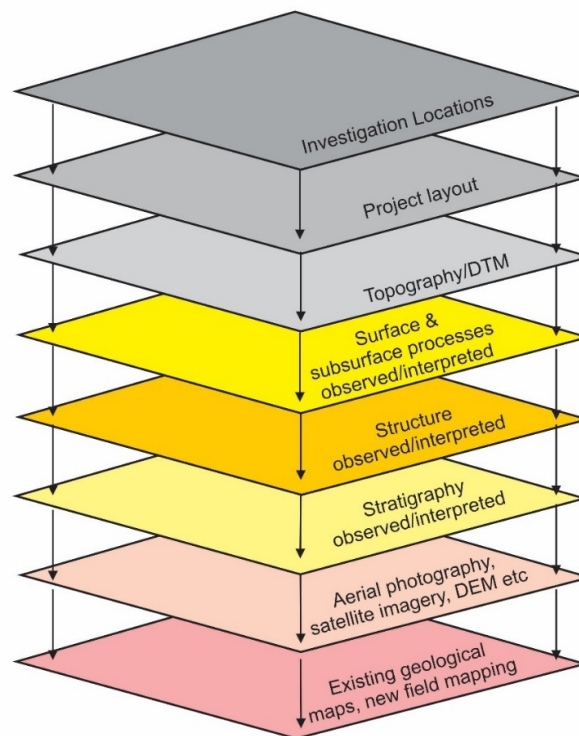 Investigation Locations
Project layout
Topography/DTM
Surface &
subsurface processes
observed/interpreted
Structure
observed/interpreted
Stratigraphy
observed/interpreted
Aerial photography,
satellite imagery, DEM etc
Existing geological
maps, new field mapping